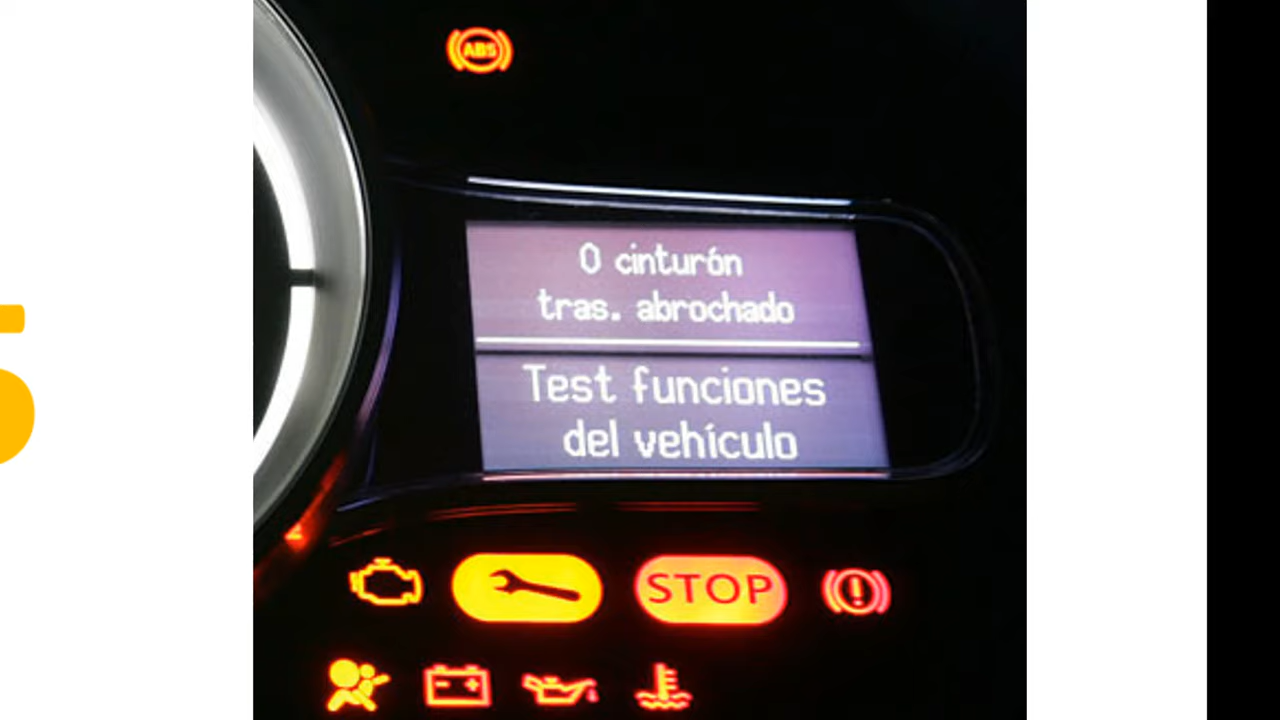 ABS
0 cinturón
tras. abrochado
Test funciones
del vehículo
STOP